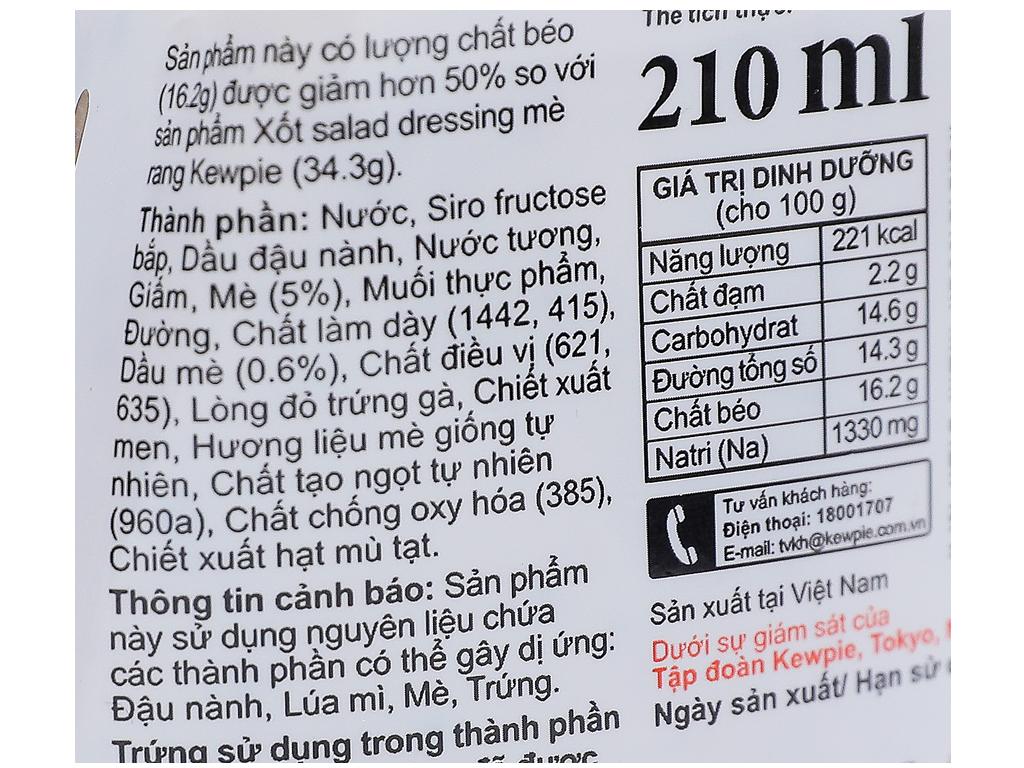 Sản phẩm này có lượng chất béo
(16.2g) được giảm hơn 50% so với
sản phẩm Xốt salad dressing mè
rang Kewpie (34.3g).
Thành phần: Nước, Siro fructose
bắp, Dầu đậu nành, Nước tương,
Giấm, Mè (5%), Muối thực phẩm,
Đường, Chất làm dày (1442, 415),
Dầu mè (0.6%), Chất điều vị (621,
635), Lòng đỏ trứng gà, Chiết xuất
men, Hương liệu mè giống tự
nhiên, Chất tạo ngọt tự nhiên
(960a), Chất chống oxy hóa (385),
Chiết xuất hạt mù tạt.
Thông tin cảnh báo: Sản phẩm
này sử dụng nguyên liệu chứa
các thành phần có thể gây dị ứng:
Đậu nành, Lúa mì, Mè, Trứng.
Trứng sử dụng trong thành phần
đã được
Thể tích thực:
210 ml
GIÁ TRỊ DINH DƯỠNG
(cho 100 g)
Năng lượng 221 kcal
Chất đạm 2.2 g
Carbohydrat 14.6 g
Đường tổng số 14.3 g
Chất béo 16.2 g
Natri (Na) 1330 mg
Tư vấn khách hàng:
Điện thoại: 18001707
E-mail: tvkh@kewpie.com.vn
Sản xuất tại Việt Nam
Dưới sự giám sát của
Tập đoàn Kewpie, Tokyo,
Ngày sản xuất/ Hạn sử